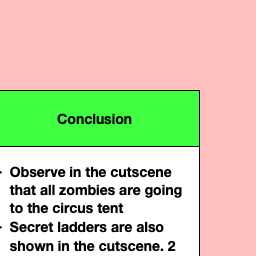 Conclusion
- Observe in the cutscene
that all zombies are going
to the circus tent
- Secret ladders are also
shown in the cutscene. 2